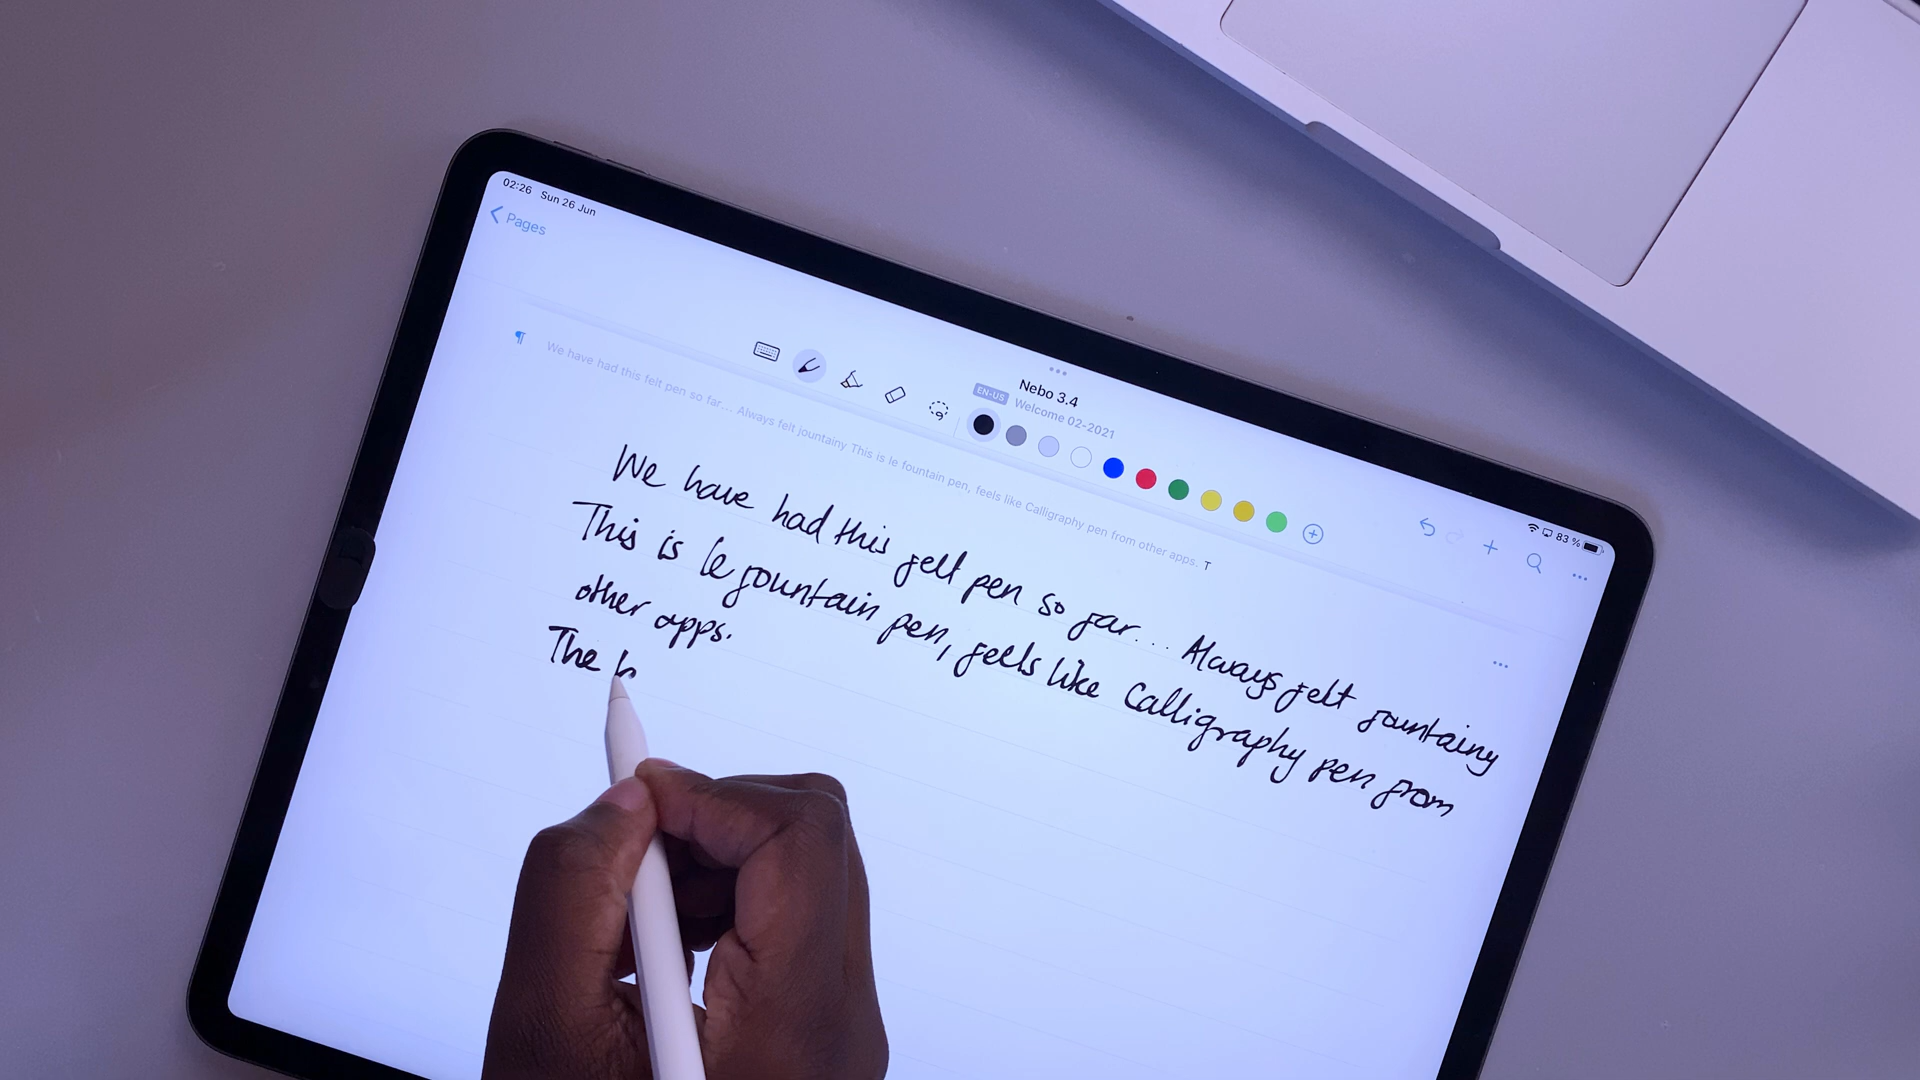 02:26 Sun 26 Jun
83 %
Pages
Nebo 3.4
EN-US Welcome 02-2021
We have had this felt pen so far... Always felt jountainy This is le fountain pen, feels like Calligraphy pen from other apps. T
We have had this felt pen so far... Always felt fountainy
This is le fountain pen, feels like Calligraphy pen from
other apps.
The